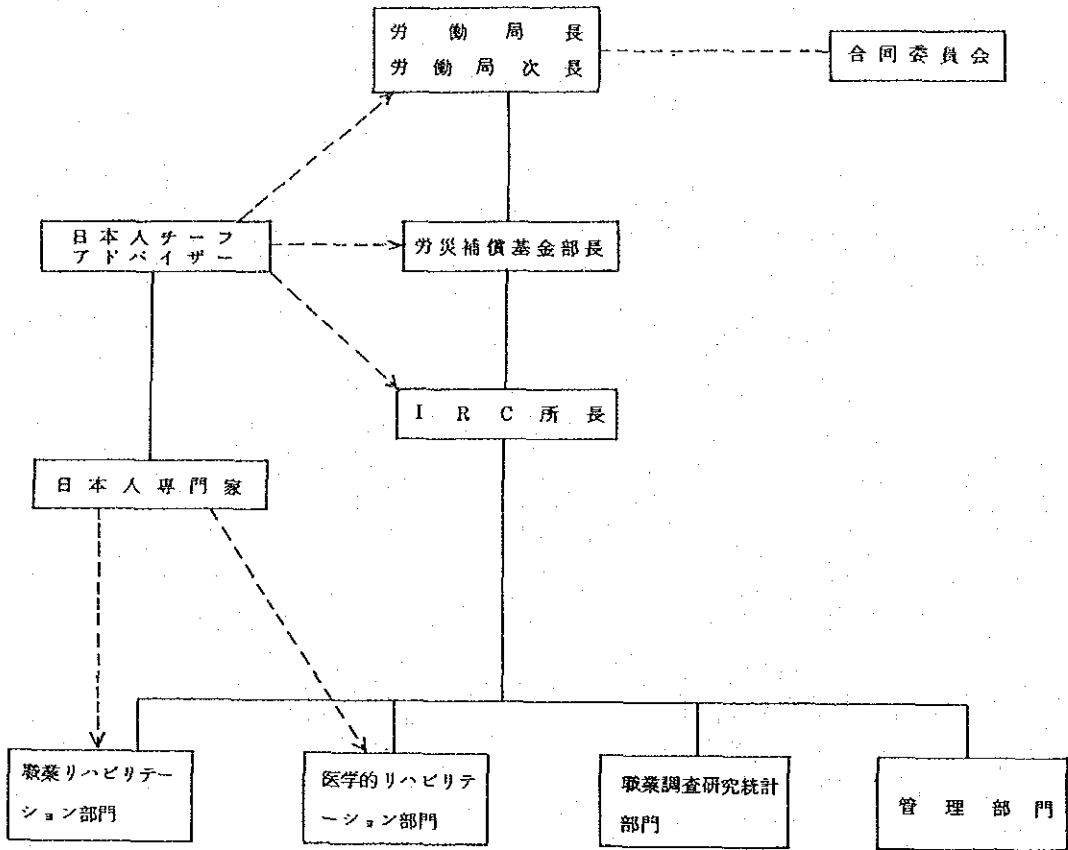 労働局長
労働局次長
合同委員会
日本人チーフ
アドバイザー
労災補償基金部長
IRC所長
日本人専門家
職業リハビリテー
ション部門
医学的リハビリテ
ーション部門
職業調査研究統計
部門
管理部門